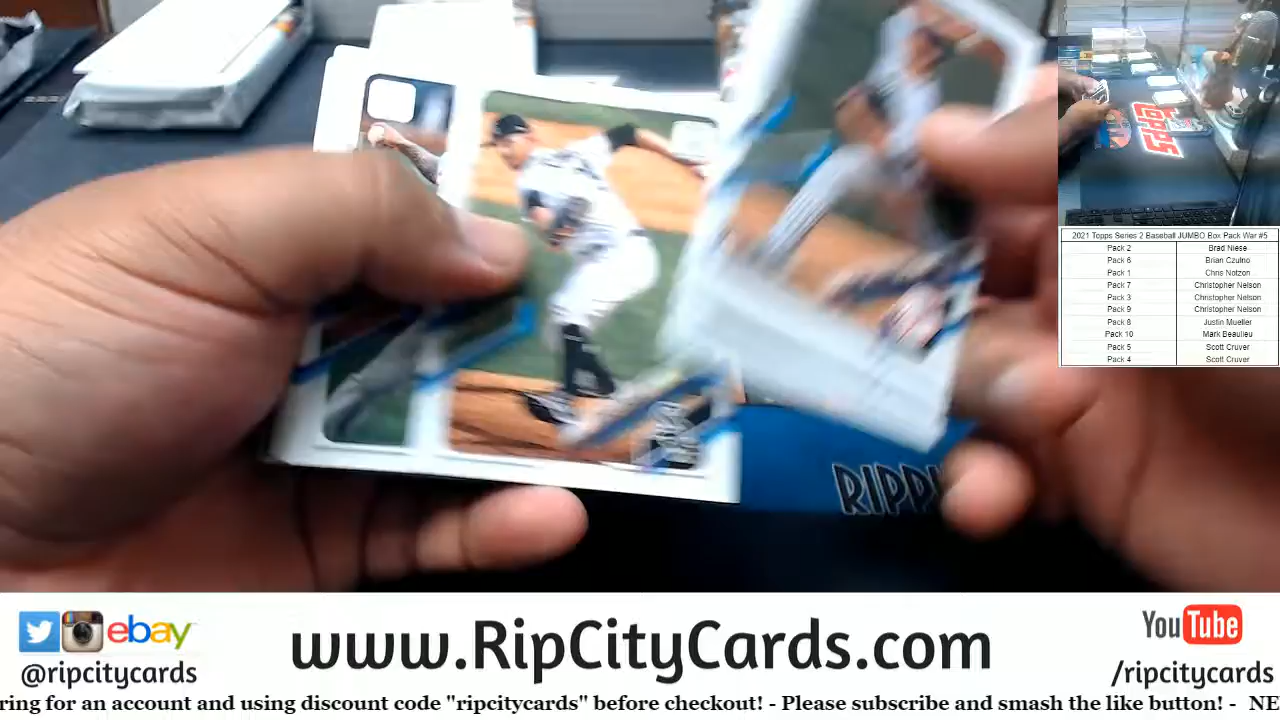 2021 Topps Series 2 Baseball JUMBO Box Pack War #5
Pack 2 Brad Niese
Pack 6 Brian Czulno
Pack 1 Chris Notzon
Pack 7 Christopher Nelson
Pack 3 Christopher Nelson
Pack 9 Christopher Nelson
Pack 8 Justin Mueller
Pack 10 Mark Beaulieu
Pack 5 Scott Cruver
Pack 4 Scott Cruver
topps
RIPP
ebay
@ripcitycards
www.RipCityCards.com
YouTube
/ripcitycards
ring for an account and using discount code "ripcitycards" before checkout! - Please subscribe and smash the like button! - NE